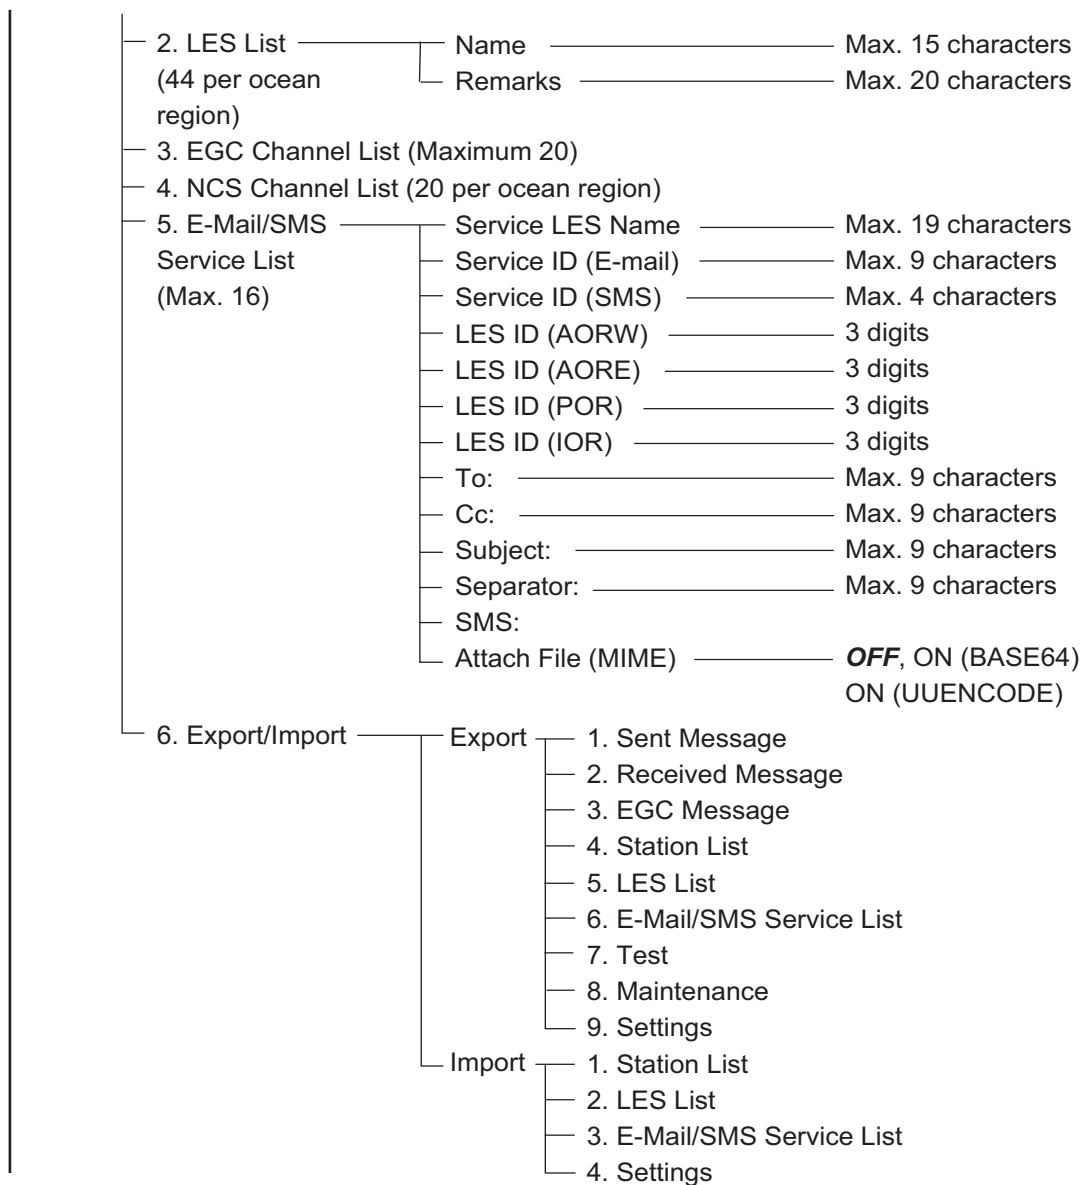 2. LES List Name Max. 15 characters
(44 per ocean Remarks Max. 20 characters
region)
3. EGC Channel List (Maximum 20)
4. NCS Channel List (20 per ocean region)
5. E-Mail/SMS Service LES Name Max. 19 characters
Service List Service ID (E-mail) Max. 9 characters
(Max. 16) Service ID (SMS) Max. 4 characters
LES ID (AORW) 3 digits
LES ID (AORE) 3 digits
LES ID (POR) 3 digits
LES ID (IOR) 3 digits
To: Max. 9 characters
Cc: Max. 9 characters
Subject: Max. 9 characters
Separator: Max. 9 characters
SMS:
Attach File (MIME) OFF, ON (BASE64)
ON (UUENCODE)
6. Export/Import Export 1. Sent Message
2. Received Message
3. EGC Message
4. Station List
5. LES List
6. E-Mail/SMS Service List
7. Test
8. Maintenance
9. Settings
Import 1. Station List
2. LES List
3. E-Mail/SMS Service List
4. Settings